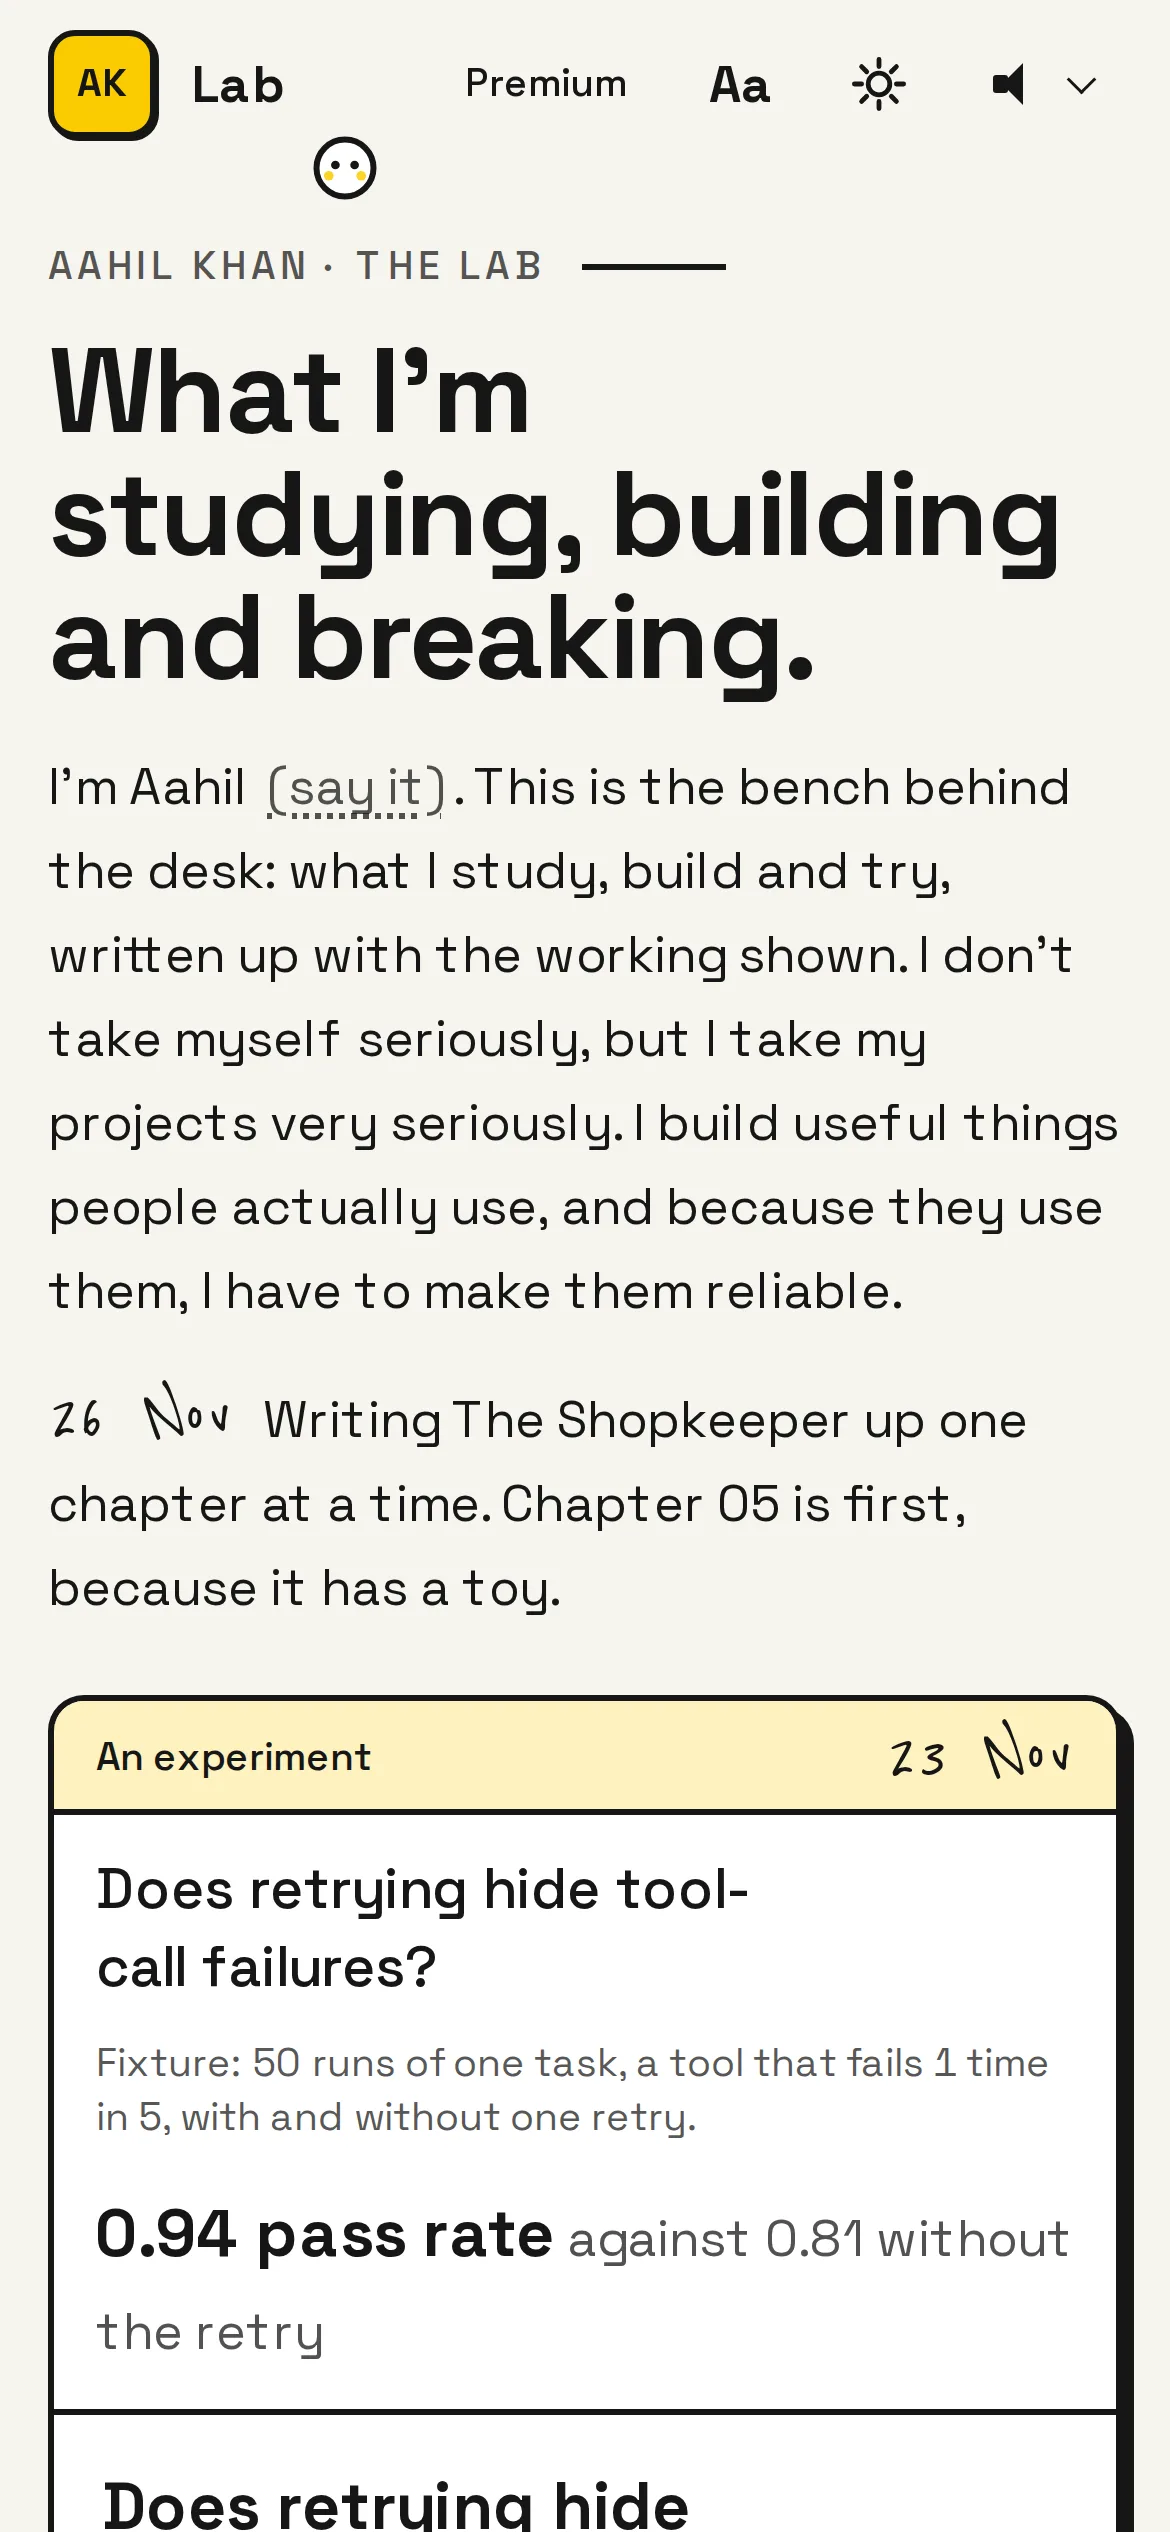 AK Lab Premium Aa
AAHIL KHAN · THE LAB
What I’m
studying, building
and breaking.
I’m Aahil (say it). This is the bench behind
the desk: what I study, build and try,
written up with the working shown. I don’t
take myself seriously, but I take my
projects very seriously. I build useful things
people actually use, and because they use
them, I have to make them reliable.
26 Nov Writing The Shopkeeper up one
chapter at a time. Chapter 05 is first,
because it has a toy.
An experiment 23 Nov
Does retrying hide tool-
call failures?
Fixture: 50 runs of one task, a tool that fails 1 time
in 5, with and without one retry.
0.94 pass rate against 0.81 without
the retry
Does retrying hide